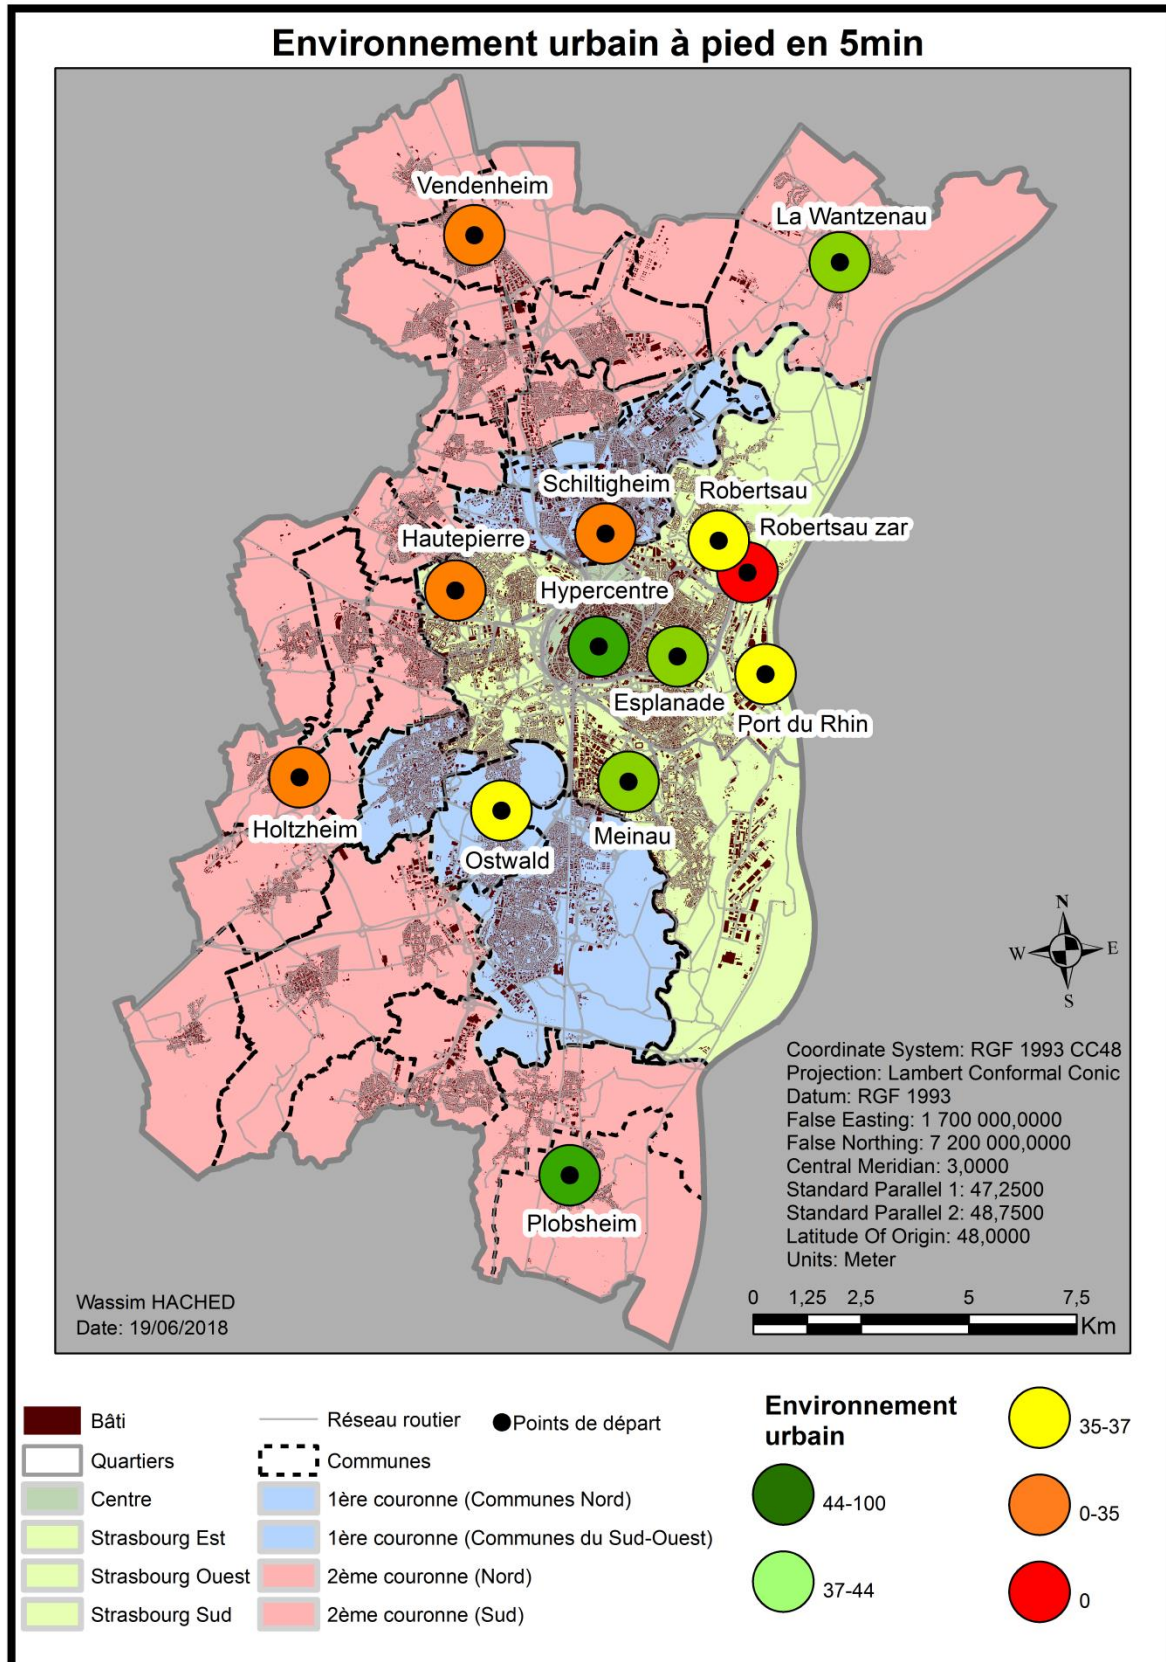 Environnement urbain à pied en 5min
Vendenheim
La Wantzenau
Schiltigheim
Robertsau
Robertsau zar
Hautepierre
Hypercentre
Esplanade
Port du Rhin
Holtzheim
Ostwald
Meinau
Plobsheim
N
W
E
S
Coordinate System: RGF 1993 CC48
Projection: Lambert Conformal Conic
Datum: RGF 1993
False Easting: 1 700 000,0000
False Northing: 7 200 000,0000
Central Meridian: 3,0000
Standard Parallel 1: 47,2500
Standard Parallel 2: 48,7500
Latitude Of Origin: 48,0000
Units: Meter
Wassim HACHED
Date: 19/06/2018
0 1,25 2,5 5 7,5
Km
Bâti
Quartiers
Centre
Strasbourg Est
Strasbourg Ouest
Strasbourg Sud
Réseau routier
Points de départ
Communes
1ère couronne (Communes Nord)
1ère couronne (Communes du Sud-Ouest)
2ème couronne (Nord)
2ème couronne (Sud)
Environnement
urbain
44-100
37-44
35-37
0-35
0